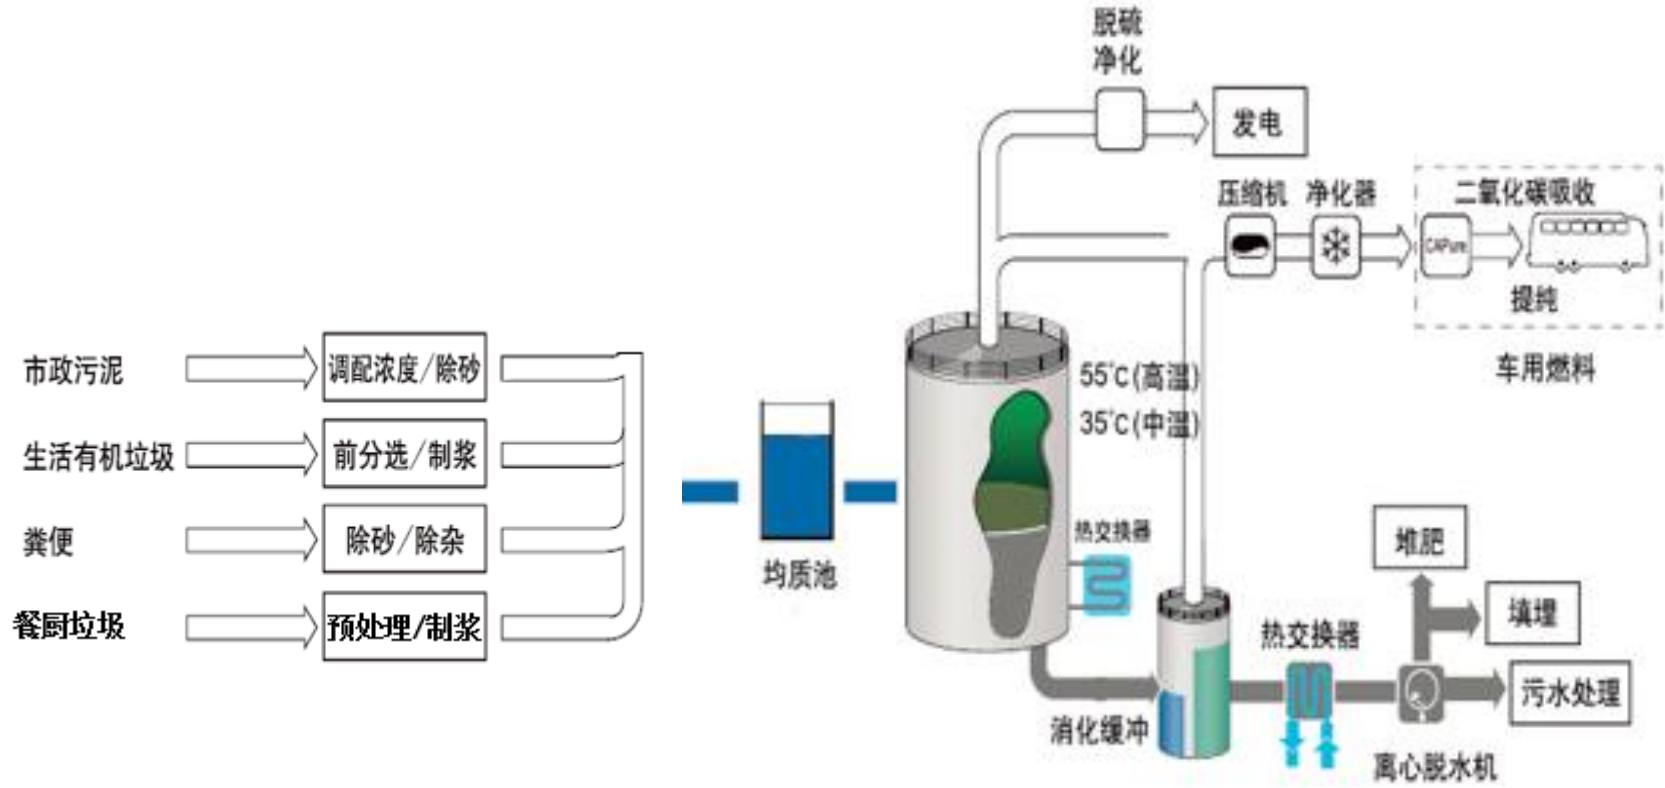 脱硫
净化
发电
压缩机
净化器
二氧化碳吸收
CAPure
提纯
车用燃料
市政污泥
调配浓度/除砂
生活有机垃圾
前分选/制浆
粪便
除砂/除杂
餐厨垃圾
预处理/制浆
均质池
55℃(高温)
35℃(中温)
热交换器
消化缓冲
热交换器
堆肥
填埋
污水处理
离心脱水机